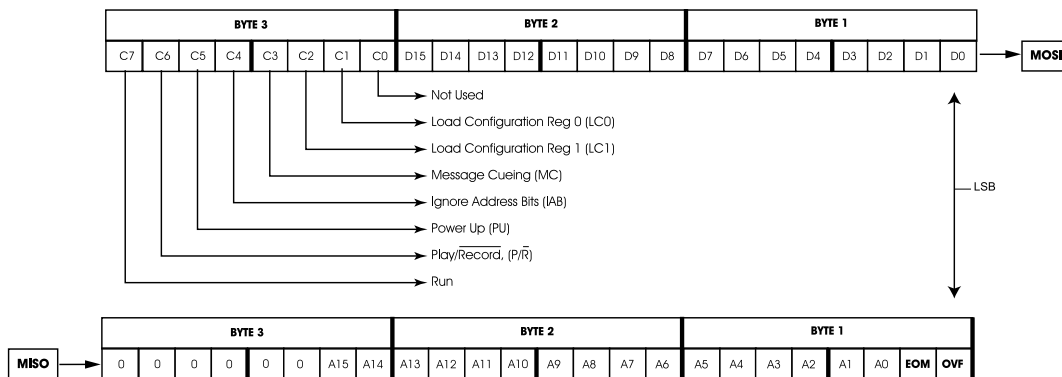 BYTE 3 BYTE 2 BYTE 1
C7 C6 C5 C4 C3 C2 C1 C0 D15 D14 D13 D12 D11 D10 D9 D8 D7 D6 D5 D4 D3 D2 D1 D0 MOSI
Not Used
Load Configuration Reg 0 (LC0)
Load Configuration Reg 1 (LC1)
Message Cueing (MC)
Ignore Address Bits (IAB)
Power Up (PU)
Play/R̅e̅c̅o̅r̅d̅, (P/R̅)
Run
LSB
BYTE 3 BYTE 2 BYTE 1
MISO 0 0 0 0 0 0 A15 A14 A13 A12 A11 A10 A9 A8 A7 A6 A5 A4 A3 A2 A1 A0 EOM OVF